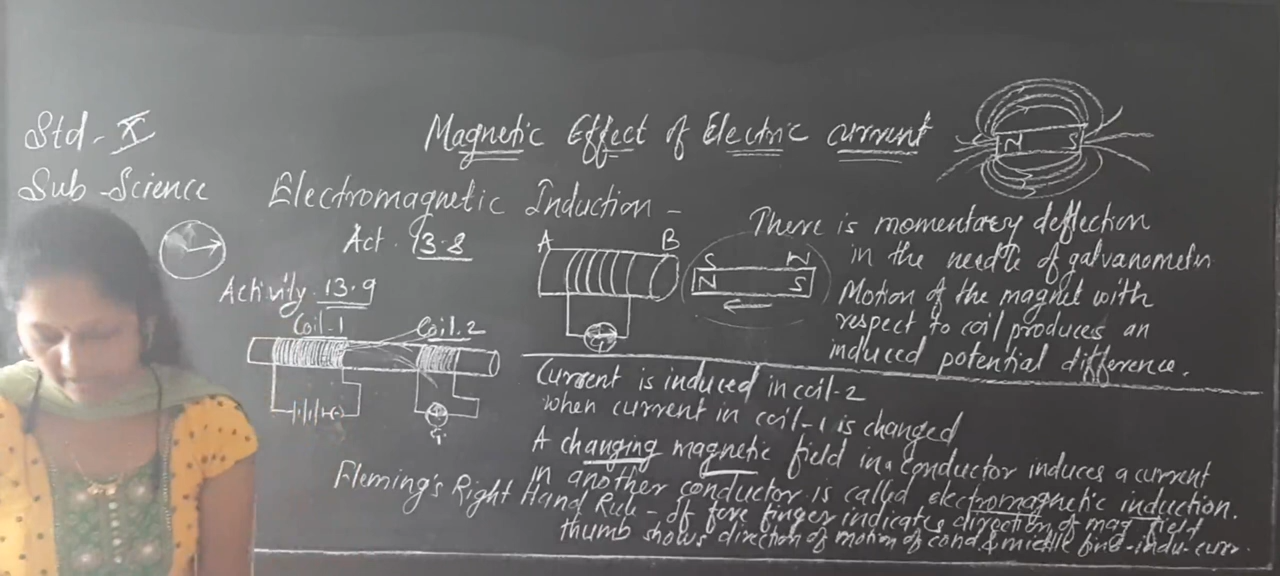 Std - X
Sub - Science
Magnetic Effect of Electric current
N S
Electromagnetic Induction -
Act. 13.8
A B
S N
N S
There is momentary deflection
in the needle of galvanometer
Motion of the magnet with
respect to coil produces an
induced potential difference.
Activity. 13.9
Coil-1 Coil.2
G
G
Current is induced in coil-2
when current in coil-1 is changed
A changing magnetic field in a conductor induces a current
in another conductor is called electromagnetic induction.
Fleming's Right Hand Rule - If fore finger indicates direction of mag field
thumb shows direction of motion of cond & middle fing - indu - curr.